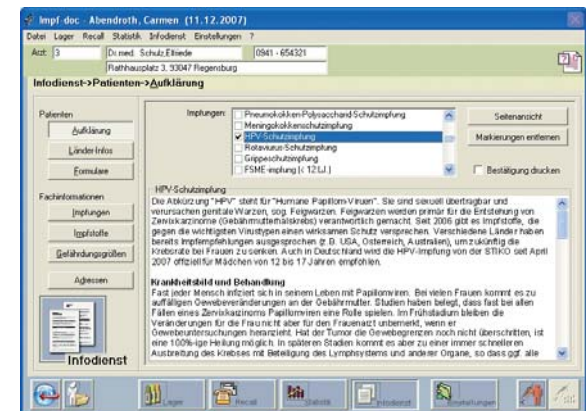 Impf-doc - Abendroth, Carmen (11.12.2007)
Datei Lager Recall Statistik Infodienst Einstellungen ?
Arzt: 3 Dr.med. Schulz,Elfriede 0941 - 654321
Rathhausplatz 3, 93047 Regensburg
Infodienst->Patienten->Aufklärung
Patienten
Aufklärung
Länder-Infos
Formulare
Fachinformationen
Impfungen
Impfstoffe
Gefährdungsgrößen
Adressen
Infodienst
Impfungen:
Pneumokokken-Polysaccharid-Schutzimpfung
Meningokokkenschutzimpfung
HPV-Schutzimpfung
Rotavirus-Schutzimpfung
Grippeschutzimpfung
FSME-Impfung (< 12 LJ.)
Seitenansicht
Markierungen entfernen
Bestätigung drucken
HPV-Schutzimpfung
Die Abkürzung "HPV" steht für "Humane Papillom-Viruen". Sie sind sexuell übertragbar und
verursachen genitale Warzen, sog. Feigwarzen. Feigwarzen werden primär für die Entstehung von
Zervixkarzinome (Gebährmutterhalskrebs) verantwortlich gemacht. Seit 2006 gibt es Impfstoffe, die
gegen die wichtigsten Virustypen einen wirksamen Schutz versprechen. Verschiedene Länder haben
bereits Impfempfehlungen ausgesprochen (z.B. USA, Österreich, Australien), um zukünftig die
Krebsrate bei Frauen zu senken. Auch in Deutschland wird die HPV-Impfung von der STIKO seit April
2007 offiziell für Mädchen von 12 bis 17 Jahren empfohlen.
Krankheitsbild und Behandlung
Fast jeder Mensch infiziert sich in seinem Leben mit Papilomviren. Bei vielen Frauen kommt es zu
auffälligen Gewebeveränderungen an der Gebährmutter. Studien haben belegt, dass fast bei allen
Fällen eines Zervixkazinoms Papillomviren eine Rolle spielen. Im Frühstadium bleiben die
Veränderungen für die Frau nicht aber für den Frauenarzt unbemerkt, wenn er
Gewebeuntersuchungen heranzieht. Hat der Tumor die Gewebegrenzen noch nicht überschritten, ist
eine 100%-ige Heilung möglich. In späteren Stadien kommt es aber zu einer immer schnelleren
Ausbreitung des Krebses mit Beteiligung des Lymphsystems und anderer Organe, so dass ggf. alle
Lager
Recall
Statistik
Infodienst
Einstellungen